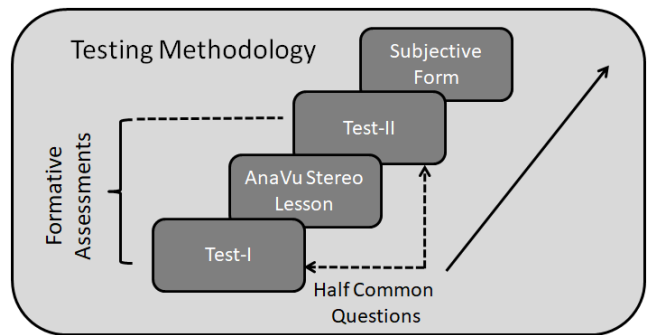 Testing Methodology
Subjective
Form
Test-II
AnaVu Stereo
Lesson
Test-I
Formative
Assessments
Half Common
Questions